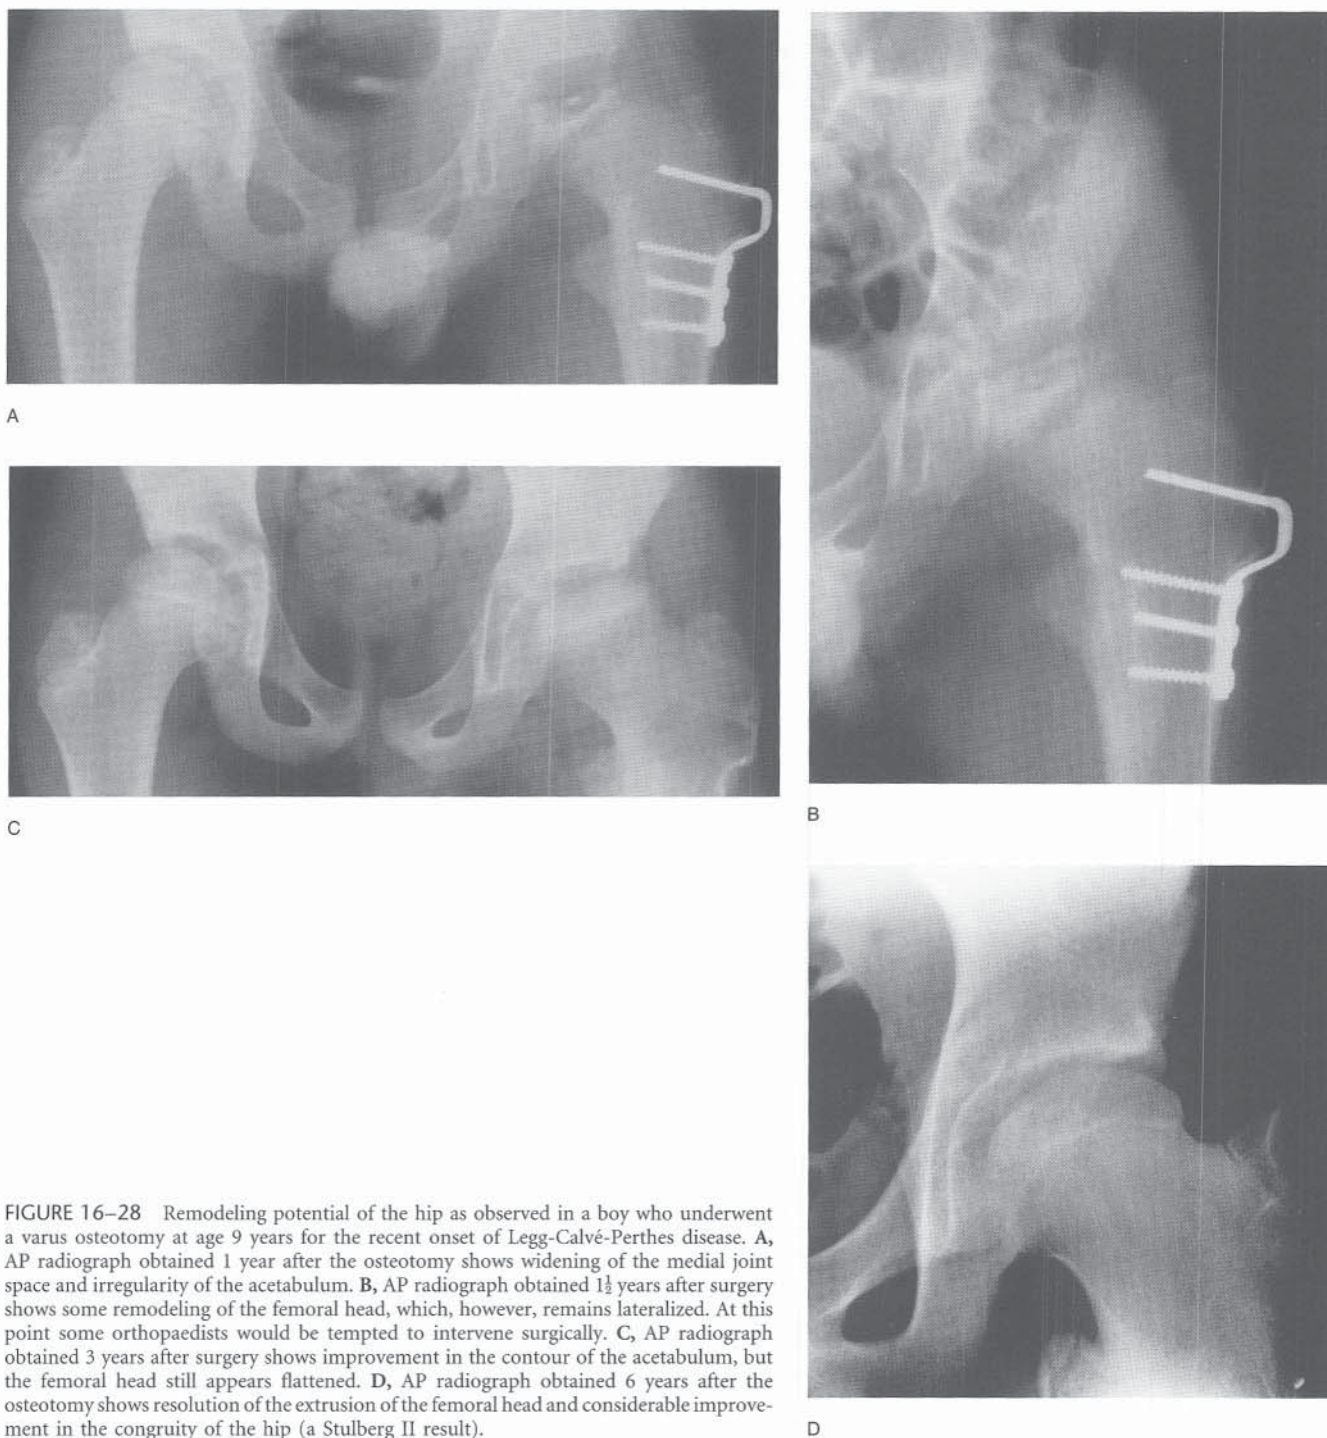 A
C
B
D
FIGURE 16–28 Remodeling potential of the hip as observed in a boy who underwent
a varus osteotomy at age 9 years for the recent onset of Legg-Calvé-Perthes disease. A,
AP radiograph obtained 1 year after the osteotomy shows widening of the medial joint
space and irregularity of the acetabulum. B, AP radiograph obtained 1½ years after surgery
shows some remodeling of the femoral head, which, however, remains lateralized. At this
point some orthopaedists would be tempted to intervene surgically. C, AP radiograph
obtained 3 years after surgery shows improvement in the contour of the acetabulum, but
the femoral head still appears flattened. D, AP radiograph obtained 6 years after the
osteotomy shows resolution of the extrusion of the femoral head and considerable improve-
ment in the congruity of the hip (a Stulberg II result).